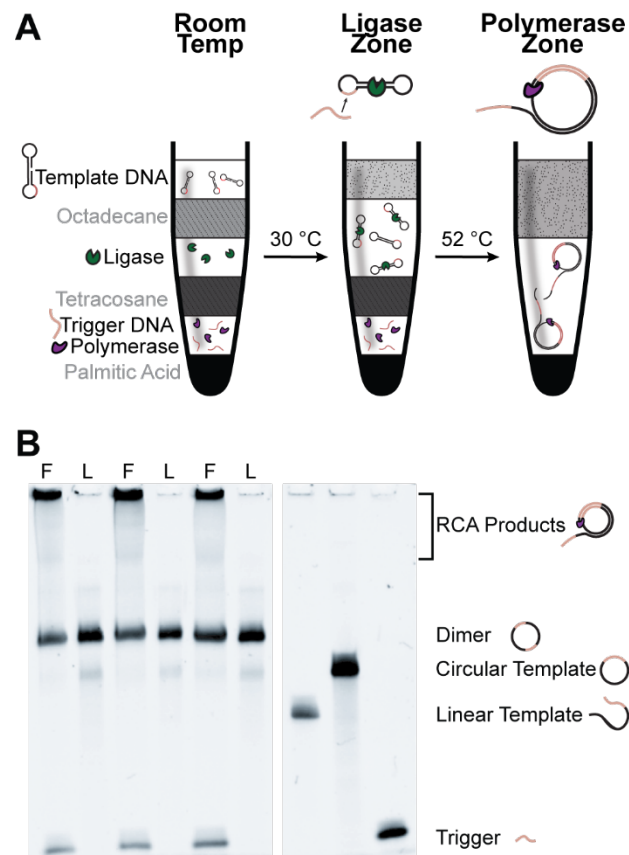 A
Room
Temp
Ligase
Zone
Polymerase
Zone
Template DNA
Octadecane
Ligase
30 °C
52 °C
Tetracosane
Trigger DNA
Polymerase
Palmitic Acid
B
F L F L F L
RCA Products
Dimer
Circular Template
Linear Template
Trigger